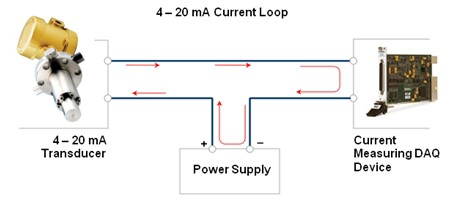 4 – 20 mA Current Loop
4 – 20 mA
Transducer
+
–
Power Supply
Current
Measuring DAQ
Device